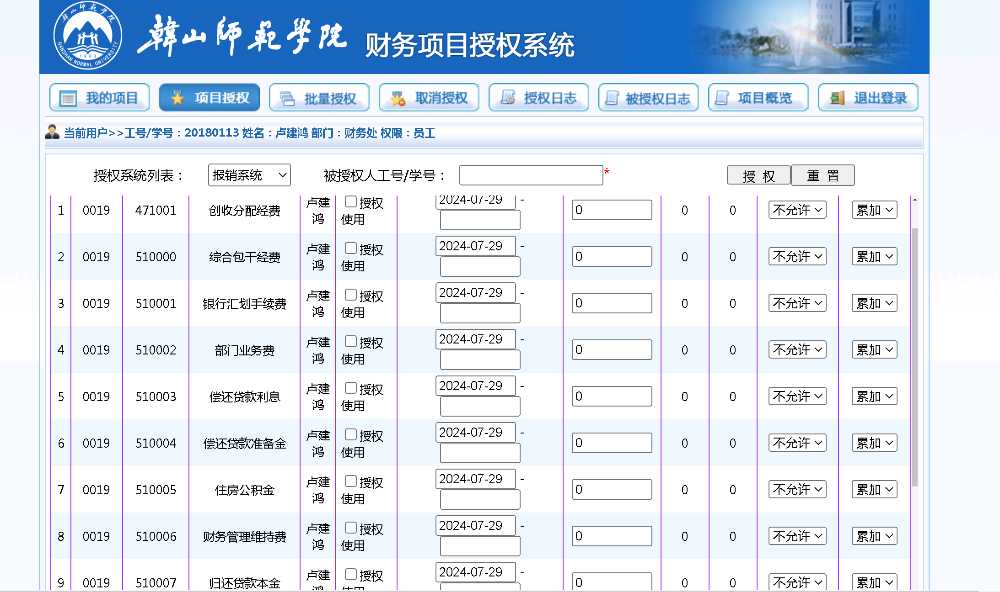 韓山師範學院
HANSHAN NORMAL UNIVERSITY
1903
韓山師範學院 财务项目授权系统
我的项目 项目授权 批量授权 取消授权 授权日志 被授权日志 项目概览 退出登录
当前用户>>工号/学号：20180113 姓名：卢建鸿 部门：财务处 权限：员工
授权系统列表： 报销系统 被授权人工号/学号： * 授 权 重 置
1 0019 471001 创收分配经费 卢建鸿 授权使用 2024-07-29 - 0 0 0 不允许 累加
2 0019 510000 综合包干经费 卢建鸿 授权使用 2024-07-29 - 0 0 0 不允许 累加
3 0019 510001 银行汇划手续费 卢建鸿 授权使用 2024-07-29 - 0 0 0 不允许 累加
4 0019 510002 部门业务费 卢建鸿 授权使用 2024-07-29 - 0 0 0 不允许 累加
5 0019 510003 偿还贷款利息 卢建鸿 授权使用 2024-07-29 - 0 0 0 不允许 累加
6 0019 510004 偿还贷款准备金 卢建鸿 授权使用 2024-07-29 - 0 0 0 不允许 累加
7 0019 510005 住房公积金 卢建鸿 授权使用 2024-07-29 - 0 0 0 不允许 累加
8 0019 510006 财务管理维持费 卢建鸿 授权使用 2024-07-29 - 0 0 0 不允许 累加
9 0019 510007 归还贷款本金 卢建鸿 授权使用 2024-07-29 - 0 0 0 不允许 累加